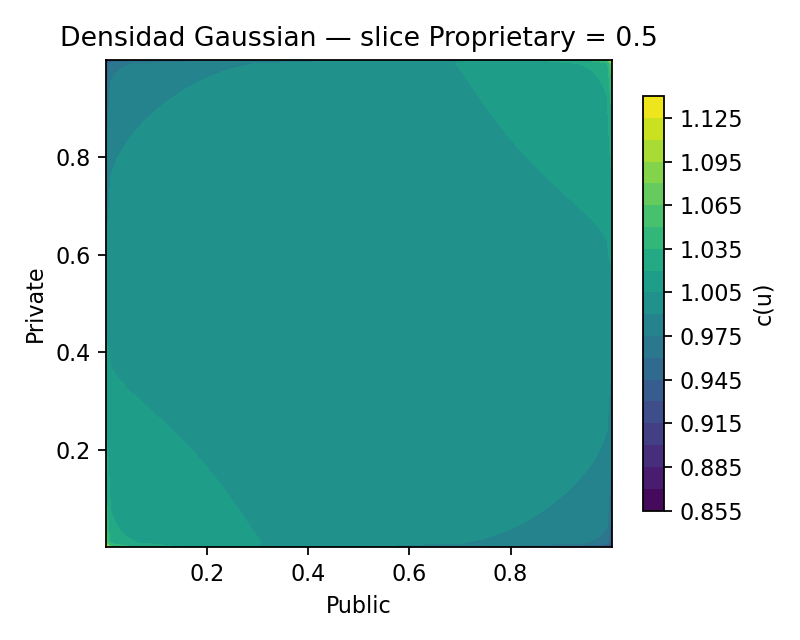 Densidad Gaussian — slice Proprietary = 0.5
Private
0.8
0.6
0.4
0.2
0.2 0.4 0.6 0.8
Public
1.125
1.095
1.065
1.035
1.005
0.975
0.945
0.915
0.885
0.855
c(u)